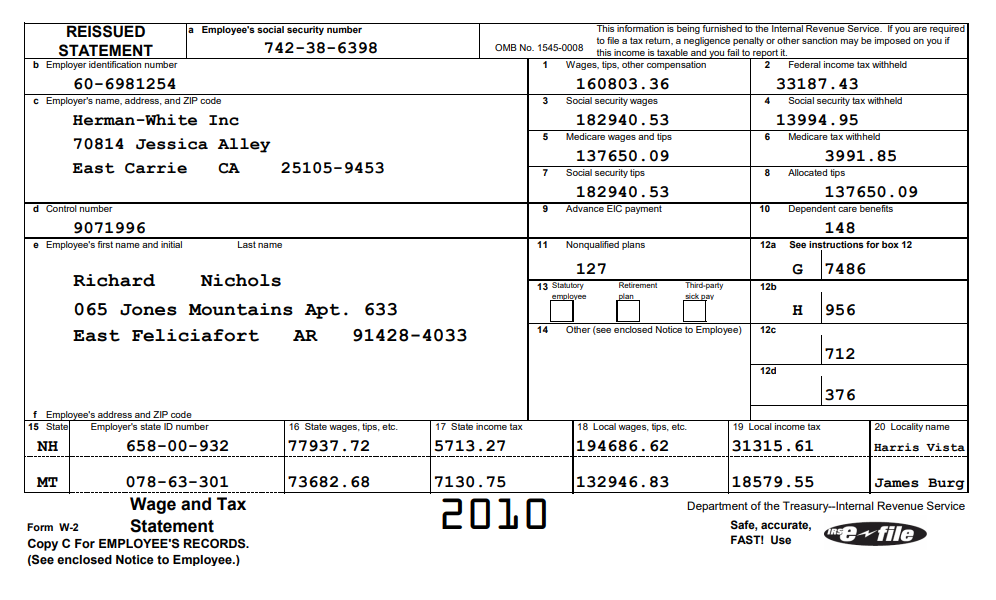 REISSUED STATEMENT
a Employee's social security number
742-38-6398
OMB No. 1545-0008
This information is being furnished to the Internal Revenue Service. If you are required
to file a tax return, a negligence penalty or other sanction may be imposed on you if
this income is taxable and you fail to report it.
b Employer identification number
60-6981254
1 Wages, tips, other compensation
160803.36
2 Federal income tax withheld
33187.43
c Employer's name, address, and ZIP code
Herman-White Inc
70814 Jessica Alley
East Carrie CA 25105-9453
3 Social security wages
182940.53
4 Social security tax withheld
13994.95
5 Medicare wages and tips
137650.09
6 Medicare tax withheld
3991.85
7 Social security tips
182940.53
8 Allocated tips
137650.09
d Control number
9071996
9 Advance EIC payment
10 Dependent care benefits
148
e Employee's first name and initial Last name
Richard Nichols
065 Jones Mountains Apt. 633
East Feliciafort AR 91428-4033
f Employee's address and ZIP code
11 Nonqualified plans
127
12a See instructions for box 12
G 7486
13 Statutory employee
Retirement plan
Third-party sick pay
12b
H 956
14 Other (see enclosed Notice to Employee)
12c
712
12d
376
15 State Employer's state ID number 16 State wages, tips, etc. 17 State income tax 18 Local wages, tips, etc. 19 Local income tax 20 Locality name
NH 658-00-932 77937.72 5713.27 194686.62 31315.61 Harris Vista
MT 078-63-301 73682.68 7130.75 132946.83 18579.55 James Burg
Form W-2 Wage and Tax Statement
2010
Department of the Treasury--Internal Revenue Service
Copy C For EMPLOYEE'S RECORDS.
(See enclosed Notice to Employee.)
Safe, accurate,
FAST! Use
IRS e file